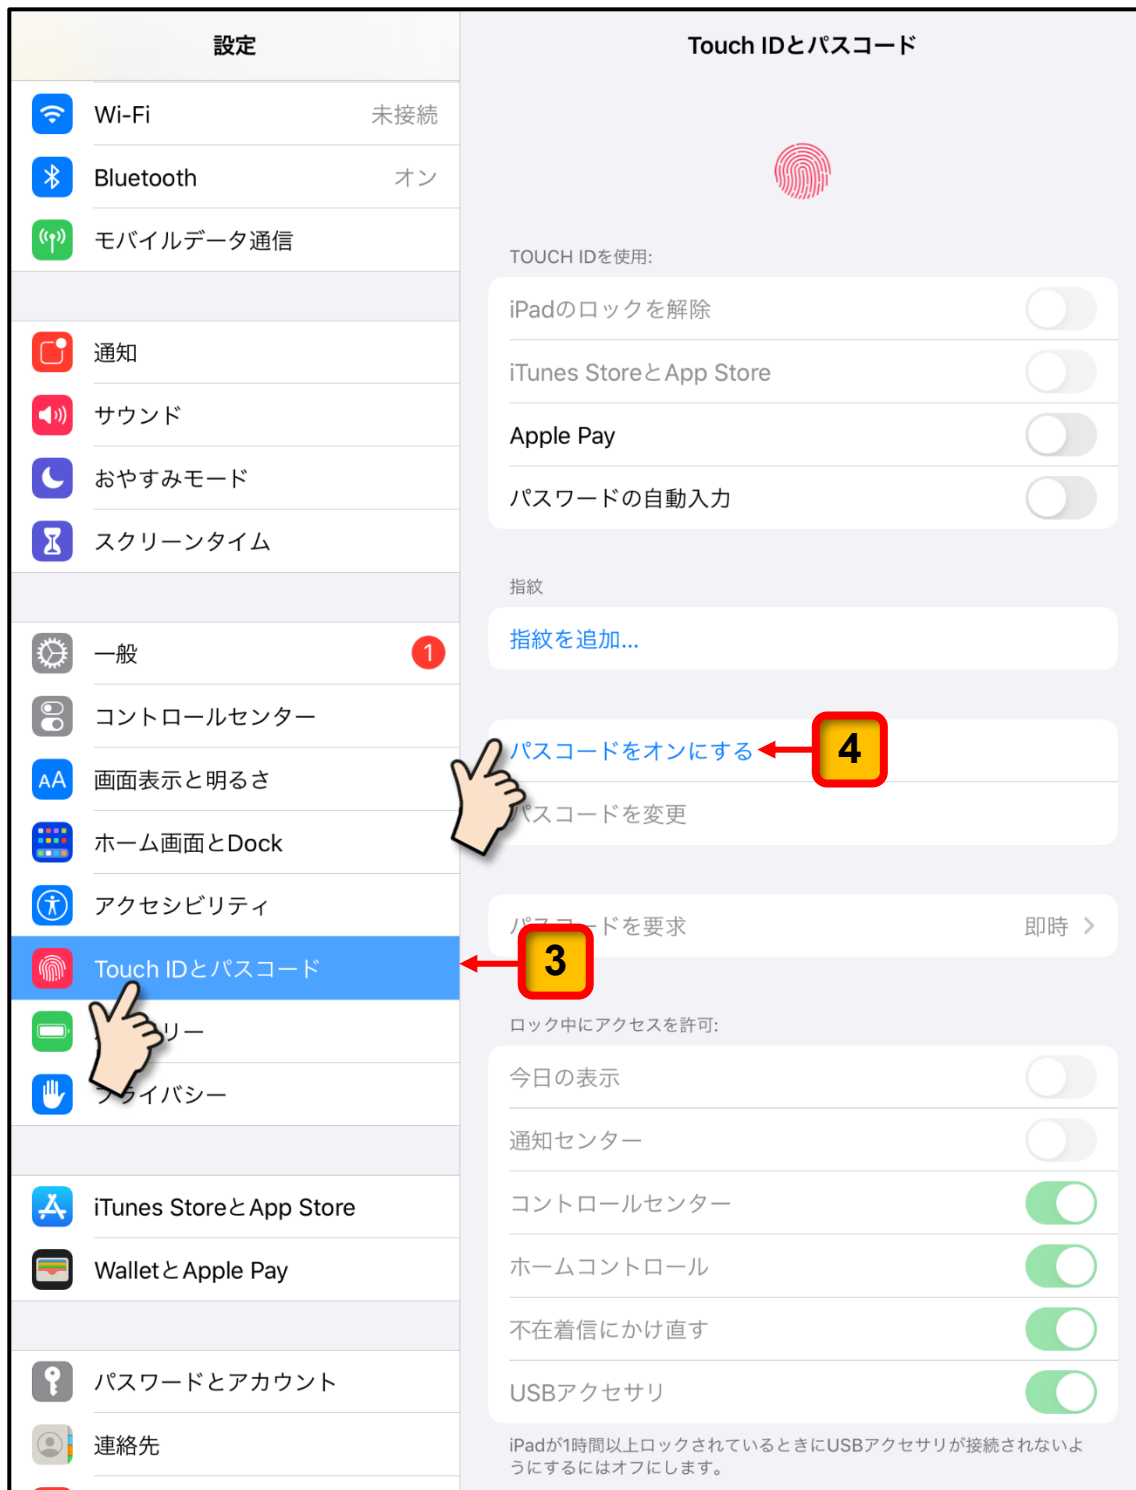 設定
Wi-Fi 未接続
Bluetooth オン
モバイルデータ通信
通知
サウンド
おやすみモード
スクリーンタイム
一般 1
コントロールセンター
AA 画面表示と明るさ
ホーム画面とDock
アクセシビリティ
Touch IDとパスコード
3
リー
プライバシー
iTunes StoreとApp Store
WalletとApple Pay
パスワードとアカウント
連絡先
Touch IDとパスコード
TOUCH IDを使用:
iPadのロックを解除
iTunes StoreとApp Store
Apple Pay
パスワードの自動入力
指紋
指紋を追加...
パスコードをオンにする 4
パスコードを変更
パスコードを要求 即時
ロック中にアクセスを許可:
今日の表示
通知センター
コントロールセンター
ホームコントロール
不在着信にかけ直す
USBアクセサリ
iPadが1時間以上ロックされているときにUSBアクセサリが接続されないよ
うにするにはオフにします。